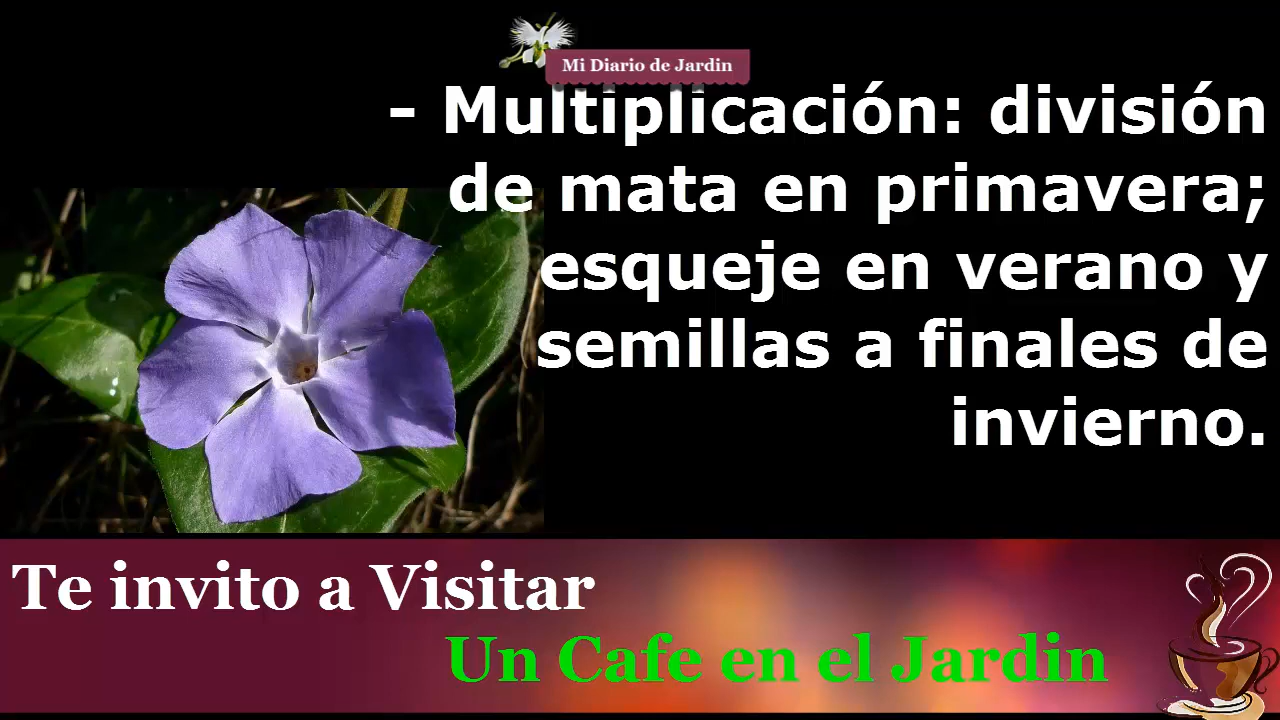 Mi Diario de Jardin
- Multiplicación: división
de mata en primavera;
esqueje en verano y
semillas a finales de
invierno.
Te invito a Visitar
Un Cafe en el Jardin